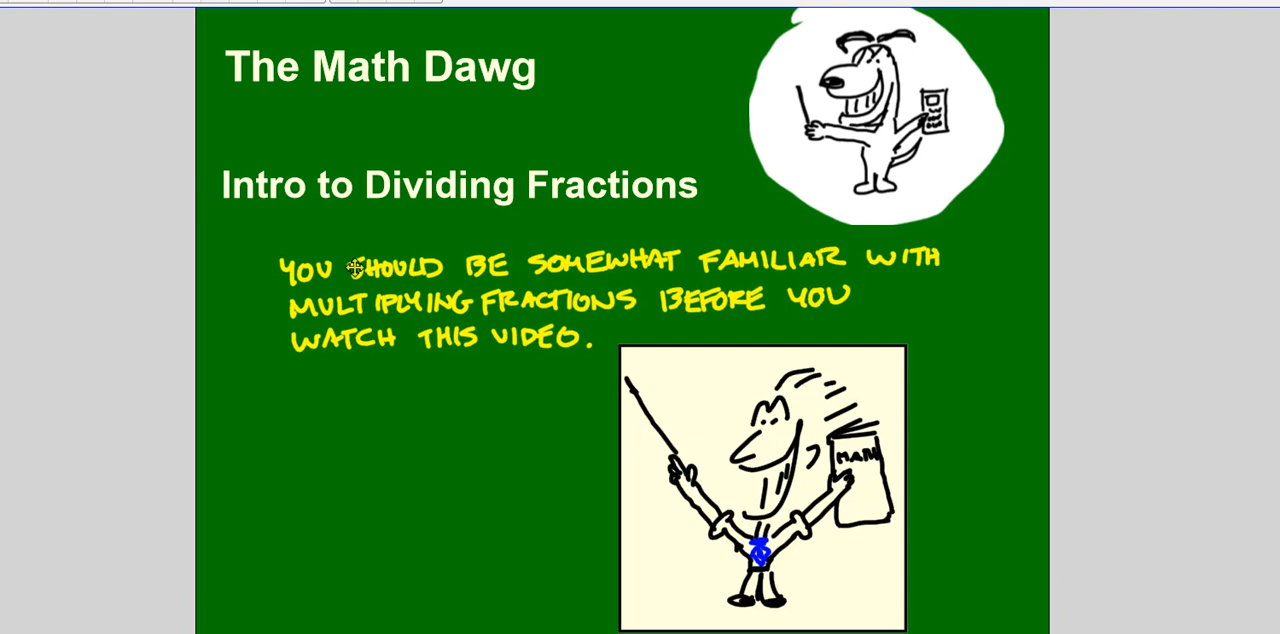 The Math Dawg
Intro to Dividing Fractions
YOU SHOULD BE SOMEWHAT FAMILIAR WITH
MULTIPLYING FRACTIONS BEFORE YOU
WATCH THIS VIDEO.
MATH